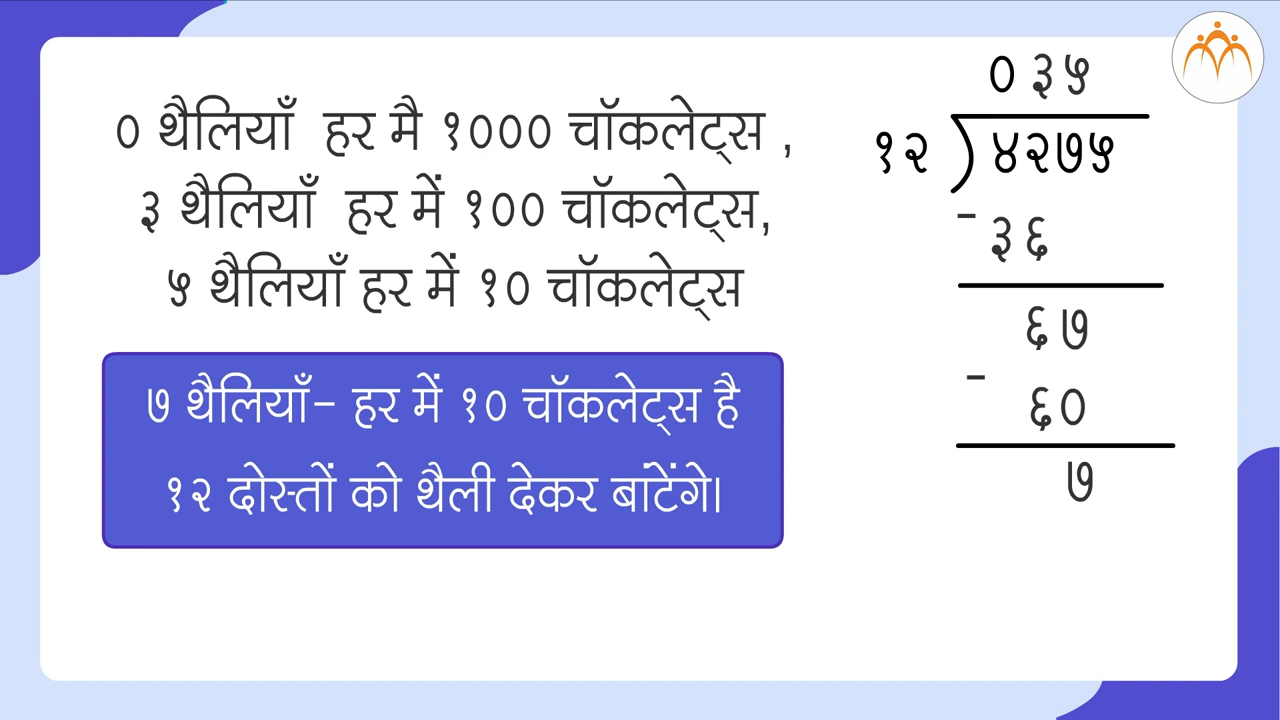 ० थैलियाँ हर मै १००० चॉकलेट्स ,
३ थैलियाँ हर में १०० चॉकलेट्स,
५ थैलियाँ हर में १० चॉकलेट्स
७ थैलियाँ- हर में १० चॉकलेट्स है
१२ दोस्तों को थैली देकर बांटेंगे।
० ३ ५
१२ ) ४२७५
- ३ ६
६ ७
- ६ ०
७